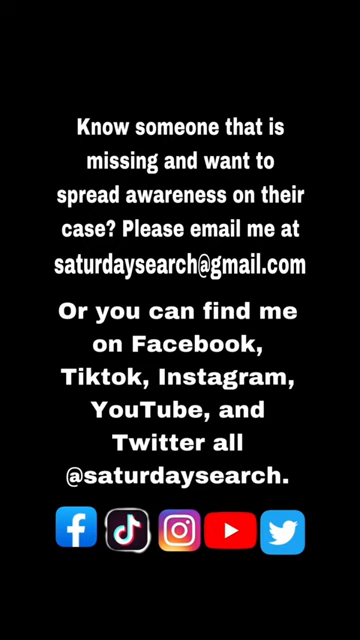 Know someone that is
missing and want to
spread awareness on their
case? Please email me at
saturdaysearch@gmail.com
Or you can find me
on Facebook,
Tiktok, Instagram,
YouTube, and
Twitter all
@saturdaysearch.